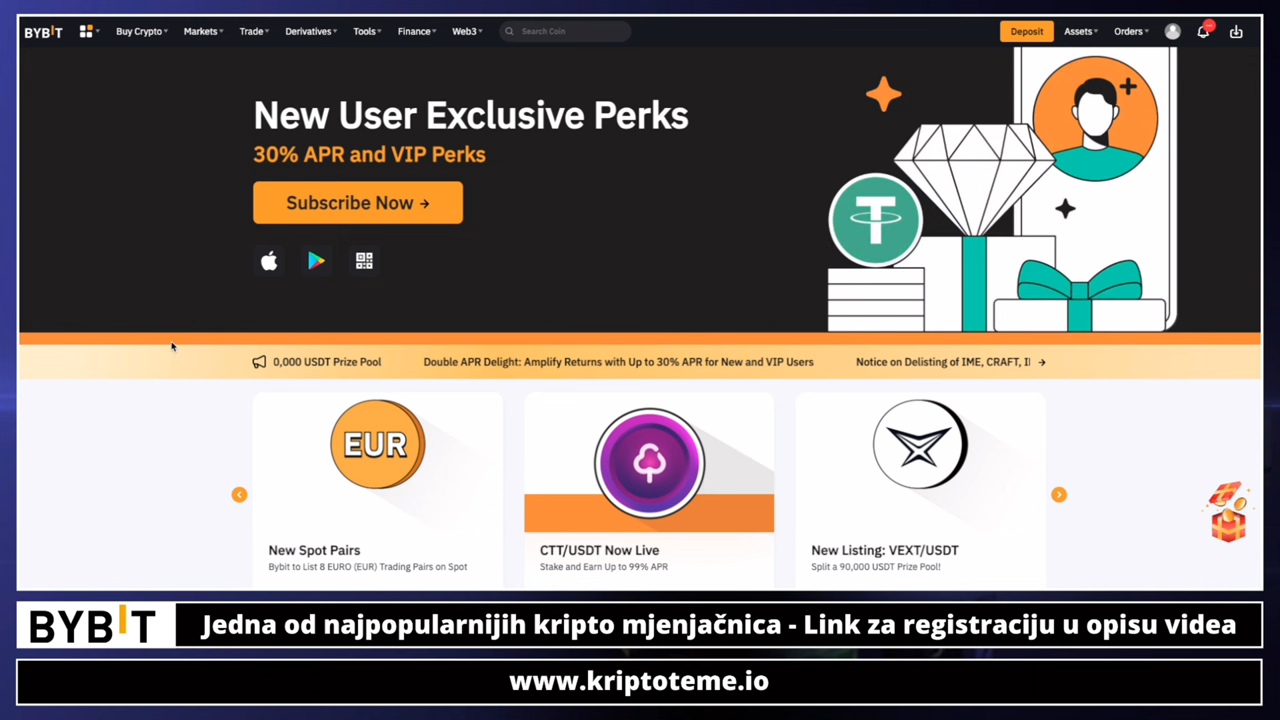 BYBIT Buy Crypto Markets Trade Derivatives Tools Finance Web3 Search Coin Deposit Assets Orders
New User Exclusive Perks
30% APR and VIP Perks
Subscribe Now →
0,000 USDT Prize Pool Double APR Delight: Amplify Returns with Up to 30% APR for New and VIP Users Notice on Delisting of IME, CRAFT, →
EUR
New Spot Pairs CTT/USDT Now Live New Listing: VEXT/USDT
Bybit to List 8 EURO (EUR) Trading Pairs on Spot Stake and Earn Up to 99% APR Split a 90,000 USDT Prize Pool!
BYBIT Jedna od najpopularnijih kripto mjenjačnica - Link za registraciju u opisu videa
www.kriptoteme.io